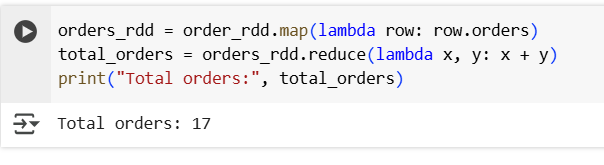 orders_rdd = order_rdd.map(lambda row: row.orders)
total_orders = orders_rdd.reduce(lambda x, y: x + y)
print("Total orders:", total_orders)
Total orders: 17